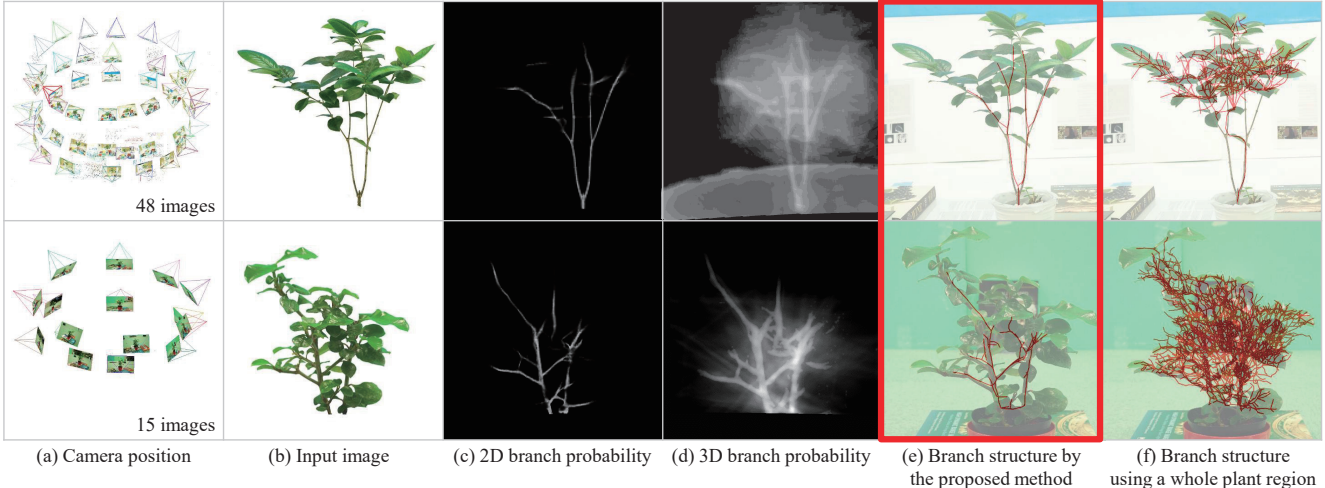 48 images
15 images
(a) Camera position
(b) Input image
(c) 2D branch probability
(d) 3D branch probability
(e) Branch structure by
the proposed method
(f) Branch structure
using a whole plant region